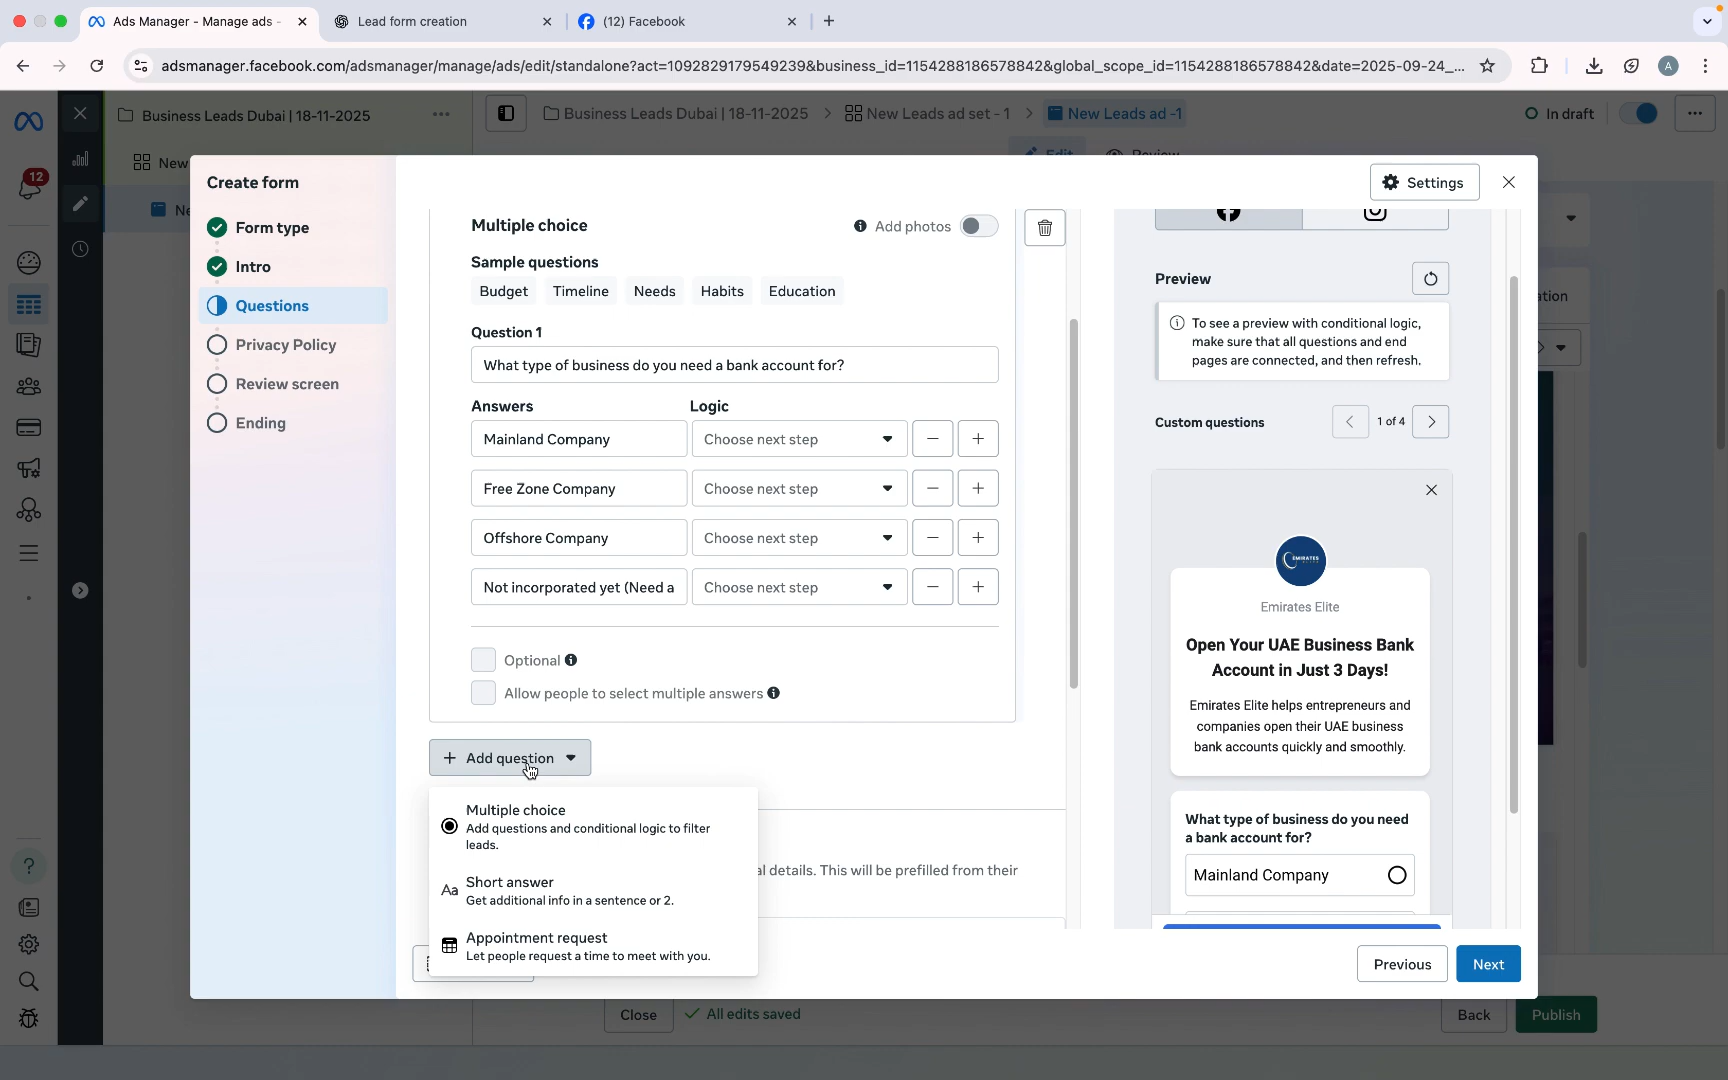 Ads Manager - Manage ads -
Lead form creation
(12) Facebook
adsmanager.facebook.com/adsmanager/manage/ads/edit/standalone?act=1092829179549239&business_id=1154288186578842&global_scope_id=1154288186578842&date=2025-09-24_...
A
12
Business Leads Dubai | 18-11-2025
New
Business Leads Dubai | 18-11-2025
New Leads ad set - 1
New Leads ad -1
In draft
Edit
Review
Create form
Form type
Intro
Questions
Privacy Policy
Review screen
Ending
Settings
Multiple choice
Add photos
Sample questions
Budget
Timeline
Needs
Habits
Education
Question 1
What type of business do you need a bank account for?
Answers
Logic
Mainland Company
Choose next step
Free Zone Company
Choose next step
Offshore Company
Choose next step
Not incorporated yet (Need a
Choose next step
Optional
Allow people to select multiple answers
Add question
Multiple choice
Add questions and conditional logic to filter
leads.
Aa
Short answer
Get additional info in a sentence or 2.
Appointment request
Let people request a time to meet with you.
al details. This will be prefilled from their
Preview
To see a preview with conditional logic,
make sure that all questions and end
pages are connected, and then refresh.
Custom questions
1 of 4
EMIRATES
Emirates Elite
Open Your UAE Business Bank
Account in Just 3 Days!
Emirates Elite helps entrepreneurs and
companies open their UAE business
bank accounts quickly and smoothly.
What type of business do you need
a bank account for?
Mainland Company
Previous
Next
Close
All edits saved
Back
Publish